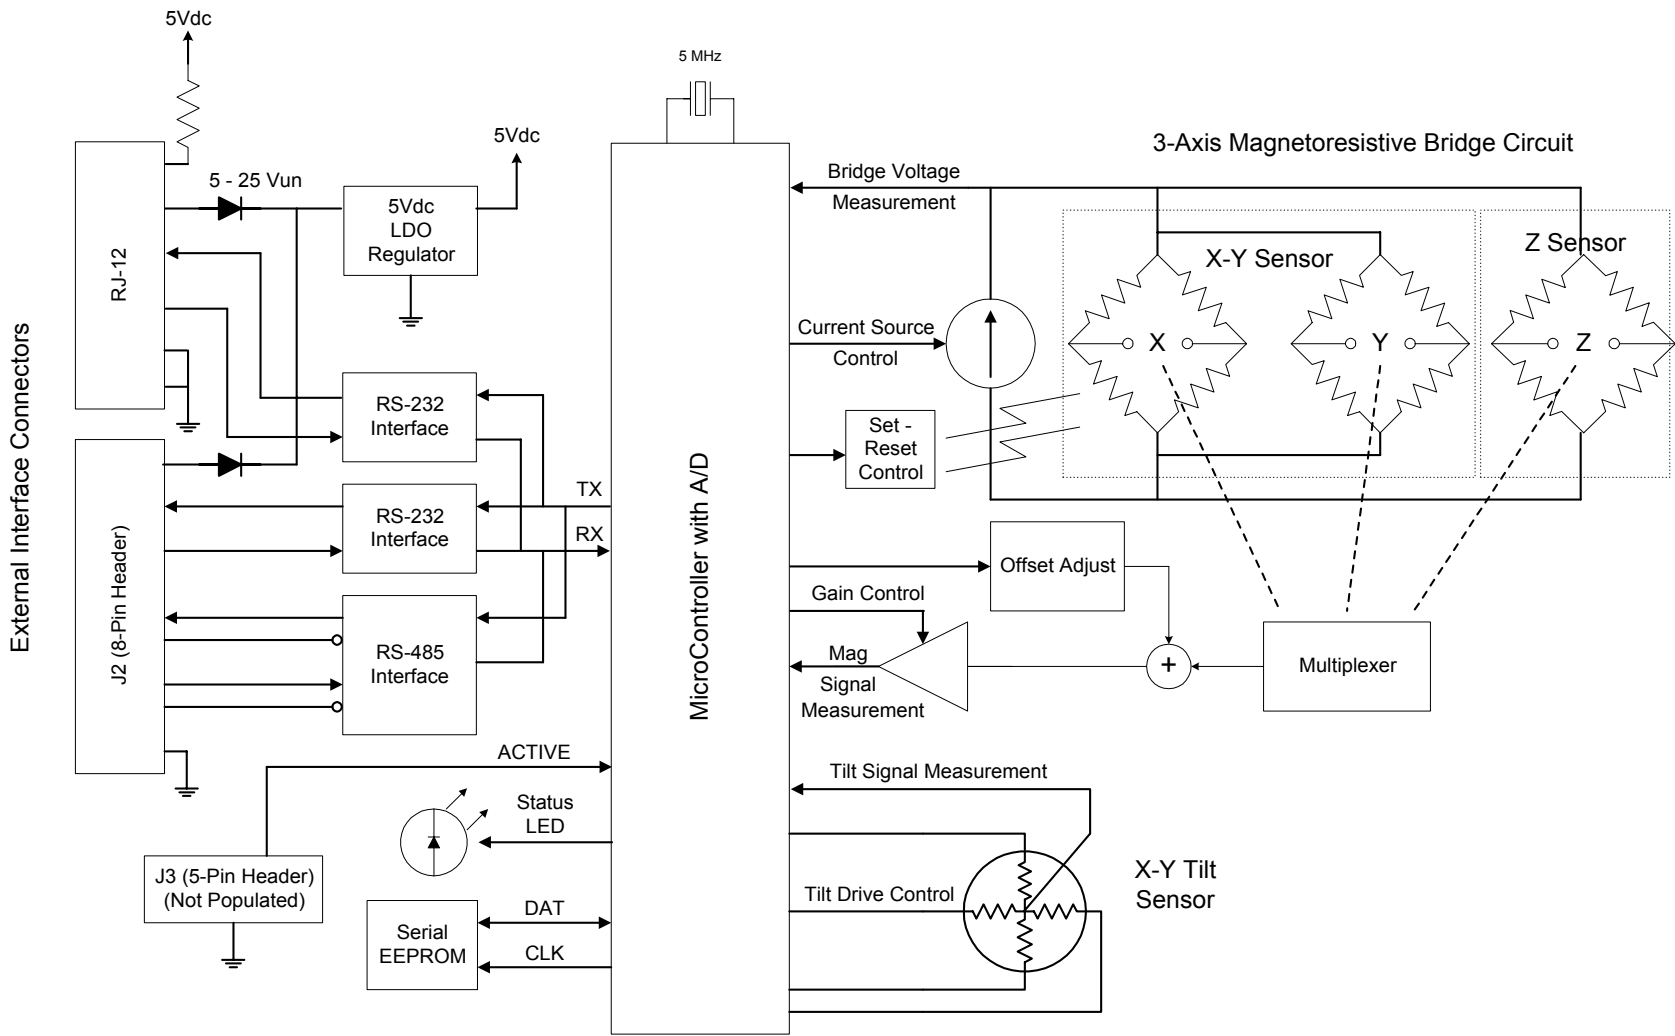 5Vdc
5 MHz
3-Axis Magnetoresistive Bridge Circuit
5 - 25 Vun
5Vdc
LDO
Regulator
5Vdc
RJ-12
External Interface Connectors
RS-232
Interface
RS-232
Interface
RS-485
Interface
J2 (8-Pin Header)
TX
RX
ACTIVE
Status
LED
J3 (5-Pin Header)
(Not Populated)
Serial
EEPROM
DAT
CLK
MicroController with A/D
Bridge Voltage
Measurement
X-Y Sensor
Z Sensor
X
Y
Z
Current Source
Control
Set -
Reset
Control
Offset Adjust
Gain Control
Mag
Signal
Measurement
+
Multiplexer
Tilt Signal Measurement
Tilt Drive Control
X-Y Tilt
Sensor